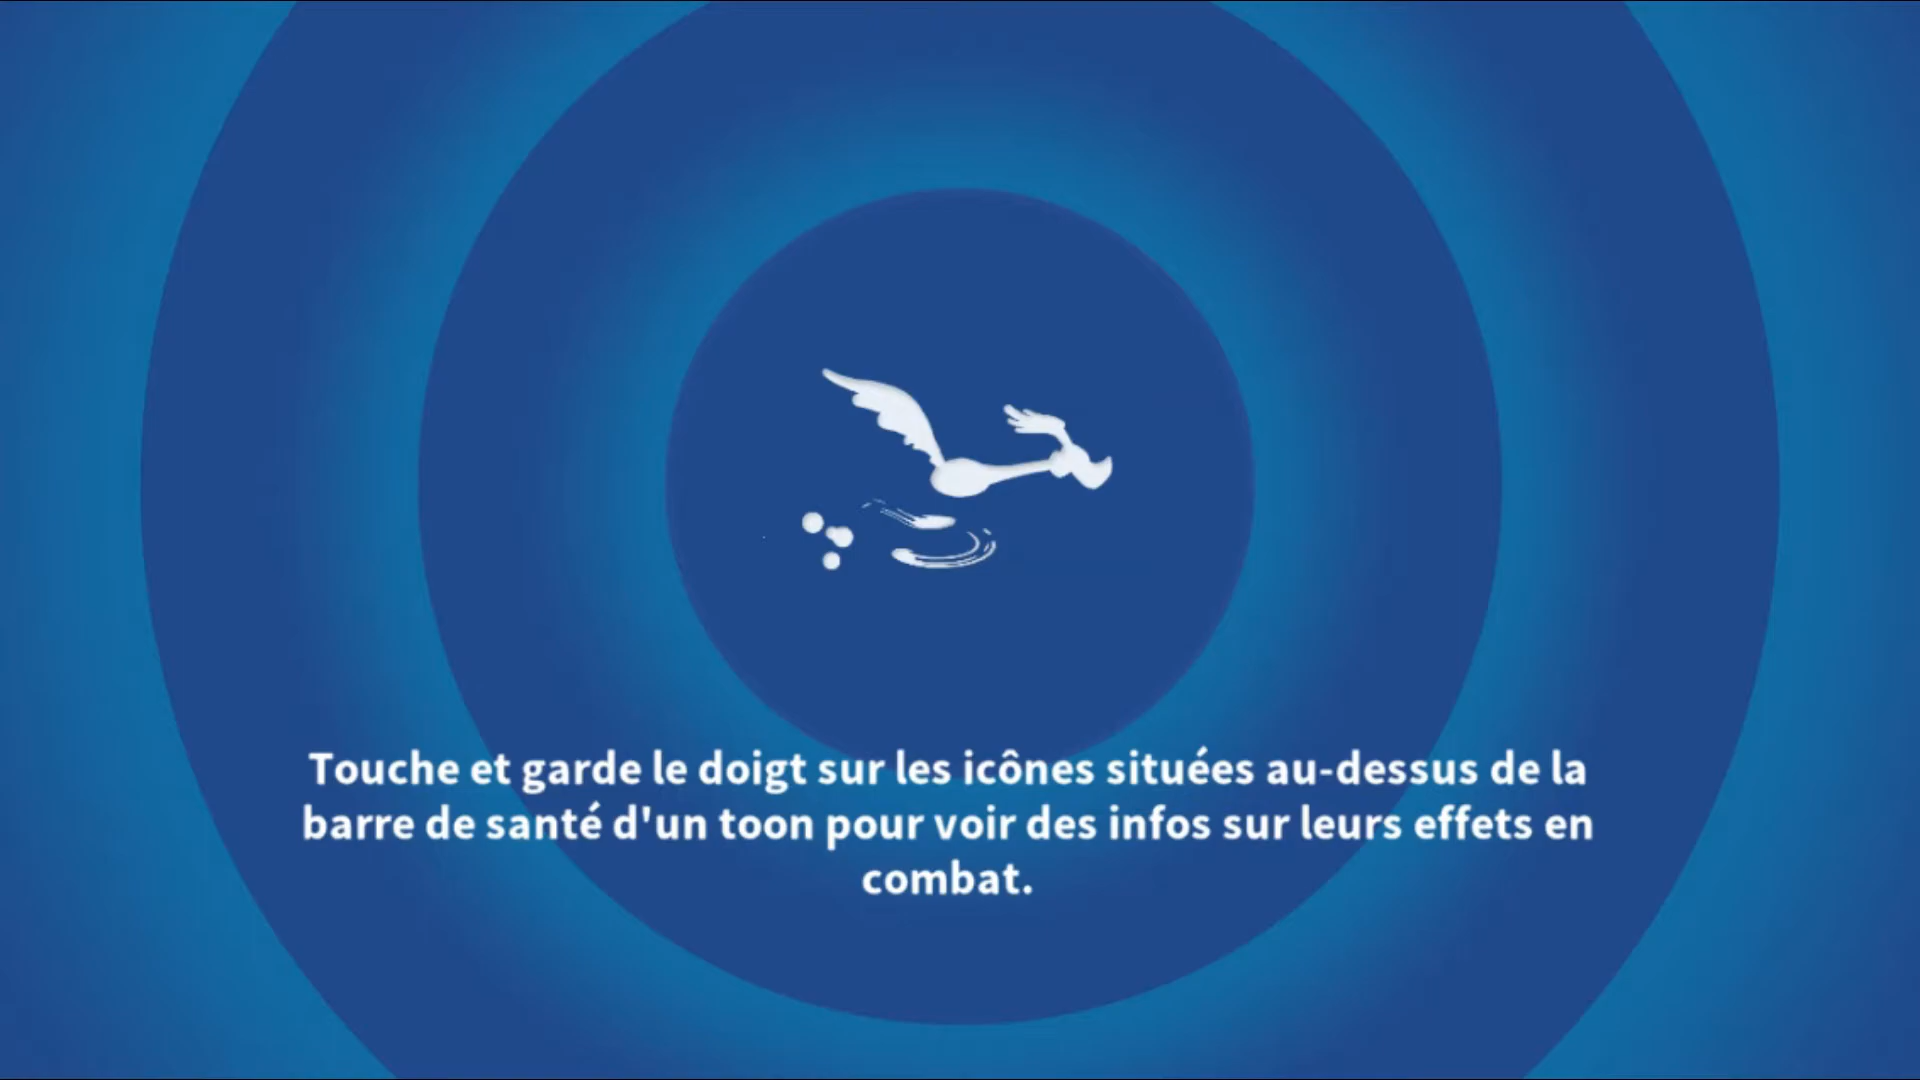 Touche et garde le doigt sur les icônes situées au-dessus de la
barre de santé d'un toon pour voir des infos sur leurs effets en
combat.